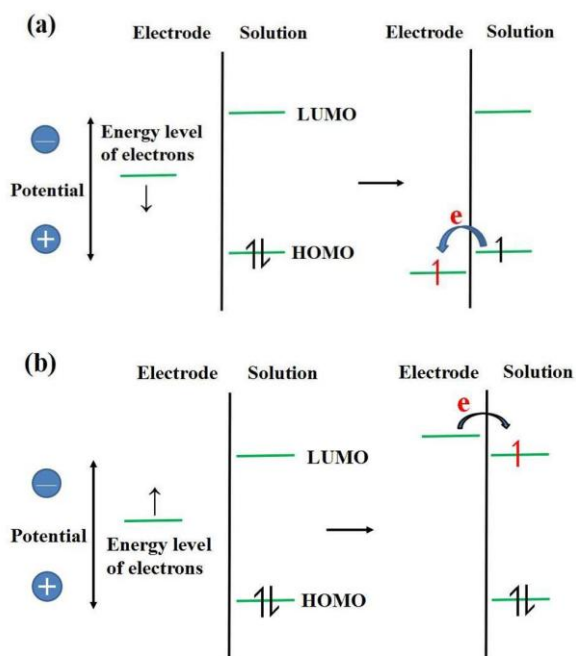 (a)
Electrode Solution Electrode Solution
LUMO
Energy level
of electrons
Potential
e
HOMO
(b)
Electrode Solution Electrode Solution
e
LUMO
Potential
Energy level
of electrons
HOMO